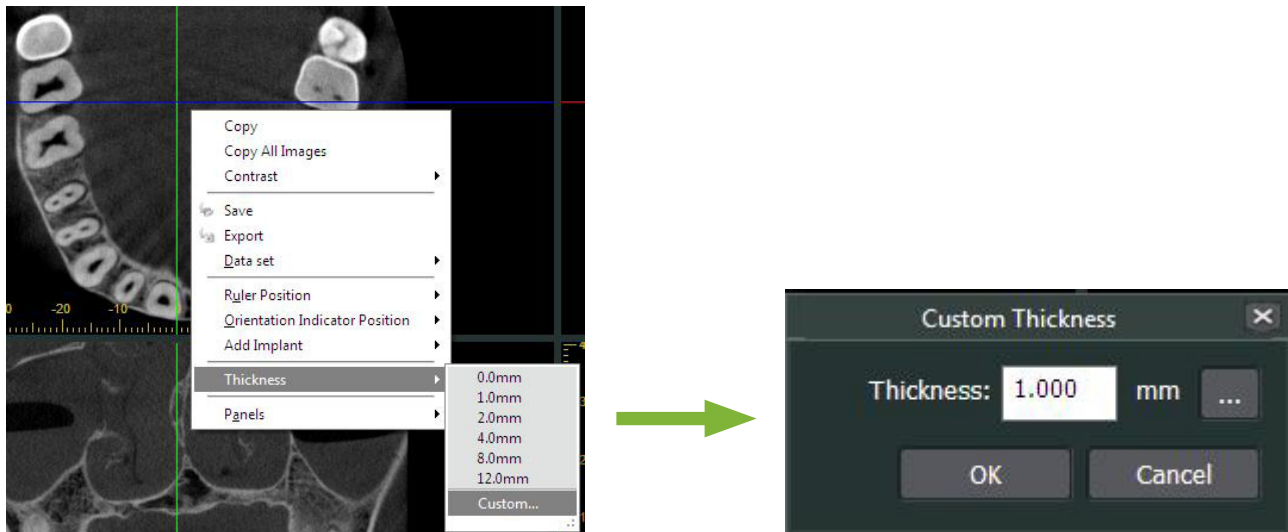 Copy
Copy All Images
Contrast
Save
Export
Data set
0 -20 -10
Ruler Position
Orientation Indicator Position
Add Implant
Thickness
0.0mm
1.0mm
2.0mm
4.0mm
8.0mm
12.0mm
Custom...
Panels
Custom Thickness
Thickness: 1.000 mm ...
OK Cancel